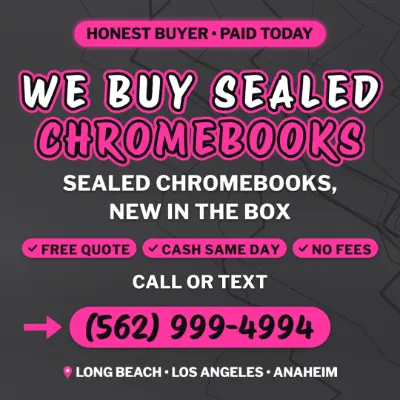 HONEST BUYER • PAID TODAY
WE BUY SEALED
CHROMEBOOKS
SEALED CHROMEBOOKS,
NEW IN THE BOX
✓ FREE QUOTE ✓ CASH SAME DAY ✓ NO FEES
CALL OR TEXT
(562) 999-4994
LONG BEACH • LOS ANGELES • ANAHEIM